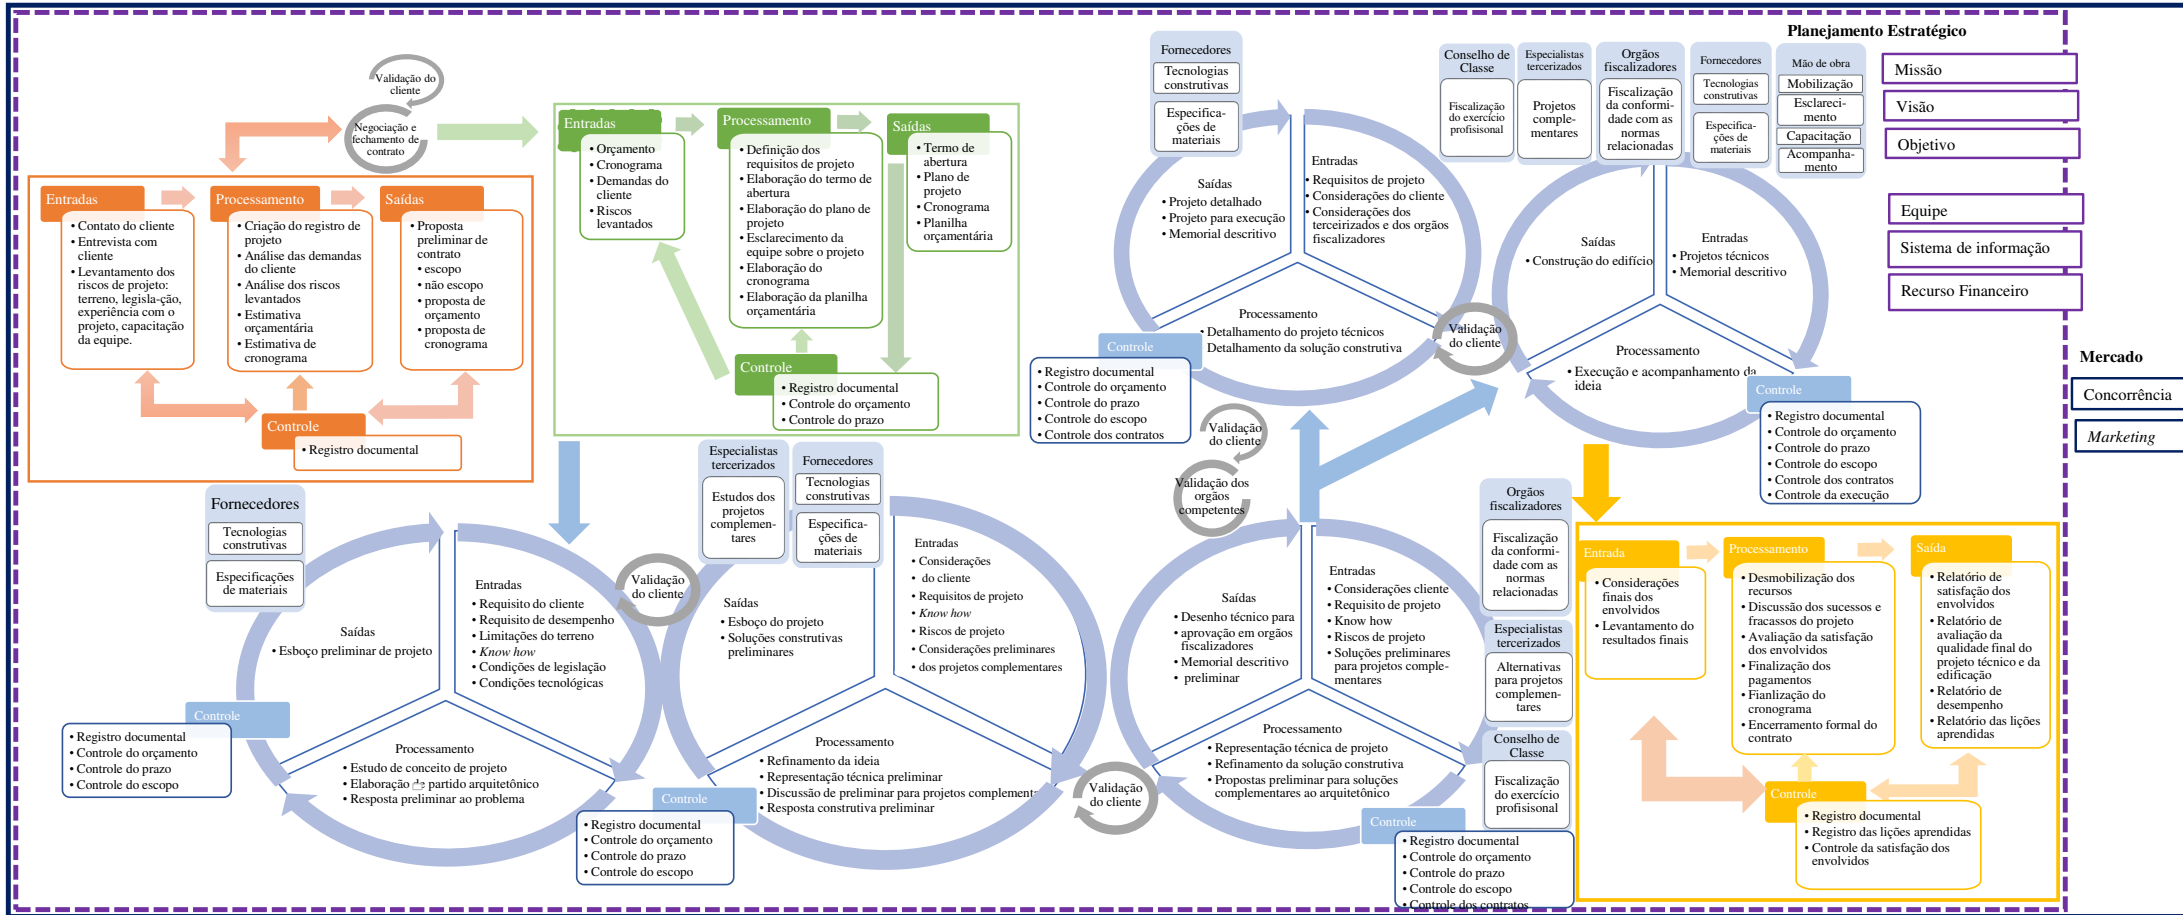 Planejamento Estratégico
Missão
Visão
Objetivo
Equipe
Sistema de informação
Recurso Financeiro
Mercado
Concorrência
Marketing
Validação do
cliente
Negociação e
fechamento de
contrato
Entradas
• Contato do cliente
• Entrevista com
cliente
• Levantamento dos
riscos de projeto:
terreno, legisla-ção,
experiência com o
projeto, capacitação
da equipe.
Processamento
• Criação do registro de
projeto
• Análise das demandas
do cliente
• Análise dos riscos
levantados
• Estimativa
orçamentária
• Estimativa de
cronograma
Saídas
• Proposta
preliminar de
contrato
• escopo
• não escopo
• proposta de
orçamento
• proposta de
cronograma
Controle
• Registro documental
Entradas
• Orçamento
• Cronograma
• Demandas do
cliente
• Riscos
levantados
Processamento
• Definição dos
requisitos de projeto
• Elaboração do termo de
abertura
• Elaboração do plano de
projeto
• Esclarecimento da
equipe sobre o projeto
• Elaboração do
cronograma
• Elaboração da planilha
orçamentária
Saídas
• Termo de
abertura
• Plano de
projeto
• Cronograma
• Planilha
orçamentária
Controle
• Registro documental
• Controle do orçamento
• Controle do prazo
Fornecedores
Tecnologias
construtivas
Especificações
de materiais
Saídas
• Esboço preliminar de projeto
Entradas
• Requisito do cliente
• Requisito de desempenho
• Limitações do terreno
• Know how
• Condições de legislação
• Condições tecnológicas
Processamento
• Estudo de conceito de projeto
• Elaboração de partido arquitetônico
• Resposta preliminar ao problema
Controle
• Registro documental
• Controle do orçamento
• Controle do prazo
• Controle do escopo
Validação
do cliente
Especialistas
tercerizados
Estudos dos
projetos
complemen-
tares
Fornecedores
Tecnologias
construtivas
Especifica-
ções de
materiais
Saídas
• Esboço do projeto
• Soluções construtivas
preliminares
Entradas
• Considerações
• do cliente
• Requisitos de projeto
• Know how
• Riscos de projeto
• Considerações preliminares
• dos projetos complementares
Processamento
• Refinamento da ideia
• Representação técnica preliminar
• Discussão de preliminar para projetos complementa
• Resposta construtiva preliminar
Controle
• Registro documental
• Controle do orçamento
• Controle do prazo
• Controle do escopo
Validação
do cliente
Saídas
• Desenho técnico para
• aprovação em orgãos
fiscalizadores
• Memorial descritivo
• preliminar
Entradas
• Considerações cliente
• Requisito de projeto
• Know how
• Riscos de projeto
• Soluções preliminares
para projetos comple-
mentares
Processamento
• Representação técnica de projeto
• Refinamento da solução construtiva
• Propostas preliminar para soluções
complementares ao arquitetônico
Orgãos
fiscalizadores
Fiscalização
da conformi-
dade com as
normas
relacionadas
Especialistas
tercerizados
Alternativas
para projetos
complemen-
tares
Conselho de
Classe
Fiscalização
do exercício
profisisonal
Controle
• Registro documental
• Controle do orçamento
• Controle do prazo
• Controle do escopo
• Controle dos contratos
Validação
do cliente
Validação dos
orgãos
competentes
Fornecedores
Tecnologias
construtivas
Especifica-
ções de
materiais
Saídas
• Projeto detalhado
• Projeto para execução
• Memorial descritivo
Entradas
• Requisitos de projeto
• Considerações do cliente
• Considerações dos
terceirizados e dos orgãos
fiscalizadores
Processamento
• Detalhamento do projeto técnicos
Detalhamento da solução construtiva
Controle
• Registro documental
• Controle do orçamento
• Controle do prazo
• Controle do escopo
• Controle dos contratos
Validação
do cliente
Conselho de
Classe
Fiscalização
do exercício
profisisonal
Especialistas
tercerizados
Projetos
comple-
mentares
Orgãos
fiscalizadores
Fiscalização
da conformi-
dade com as
normas
relacionadas
Fornecedores
Tecnologias
construtivas
Especifica-
ções de
materiais
Mão de obra
Mobilização
Esclareci-
mento
Capacitação
Acompanha-
mento
Saídas
• Construção do edifício
Entradas
• Projetos técnicos
• Memorial descritivo
Processamento
• Execução e acompanhamento da
ideia
Controle
• Registro documental
• Controle do orçamento
• Controle do prazo
• Controle do escopo
• Controle dos contratos
• Controle da execução
Entrada
• Considerações
finais dos
envolvidos
• Levantamento do
resultados finais
Processamento
• Desmobilização dos
recursos
• Discussão dos sucessos e
fracassos do projeto
• Avaliação da satisfação
dos envolvidos
• Finalização dos
pagamentos
• Fianlização do
cronograma
• Encerramento formal do
contrato
Saída
• Relatório de
satisfação dos
envolvidos
• Relatório de
avaliação da
qualidade final do
projeto técnico e da
edificação
• Relatório de
desempenho
• Relatório das lições
aprendidas
Controle
• Registro documental
• Registro das lições aprendidas
• Controle da satisfação dos
envolvidos